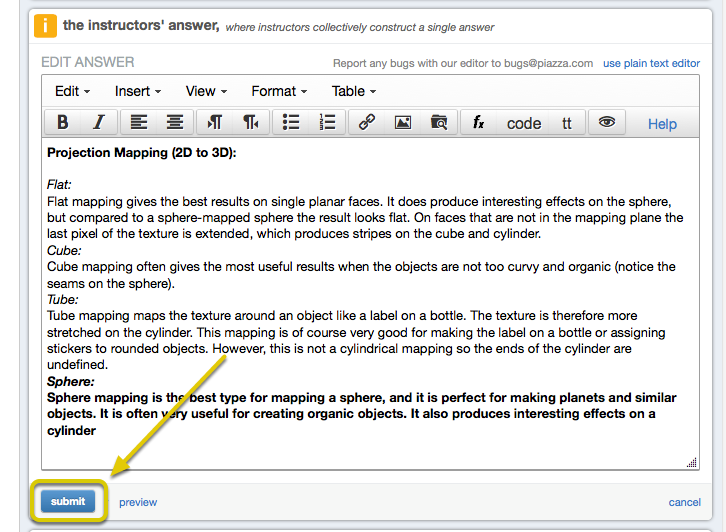 i the instructors' answer, where instructors collectively construct a single answer
EDIT ANSWER Report any bugs with our editor to bugs@piazza.com use plain text editor
Edit Insert View Format Table
B I fx code tt Help
Projection Mapping (2D to 3D):
Flat:
Flat mapping gives the best results on single planar faces. It does produce interesting effects on the sphere,
but compared to a sphere-mapped sphere the result looks flat. On faces that are not in the mapping plane the
last pixel of the texture is extended, which produces stripes on the cube and cylinder.
Cube:
Cube mapping often gives the most useful results when the objects are not too curvy and organic (notice the
seams on the sphere).
Tube:
Tube mapping maps the texture around an object like a label on a bottle. The texture is therefore more
stretched on the cylinder. This mapping is of course very good for making the label on a bottle or assigning
stickers to rounded objects. However, this is not a cylindrical mapping so the ends of the cylinder are
undefined.
Sphere:
Sphere mapping is the best type for mapping a sphere, and it is perfect for making planets and similar
objects. It is often very useful for creating organic objects. It also produces interesting effects on a
cylinder
submit preview cancel